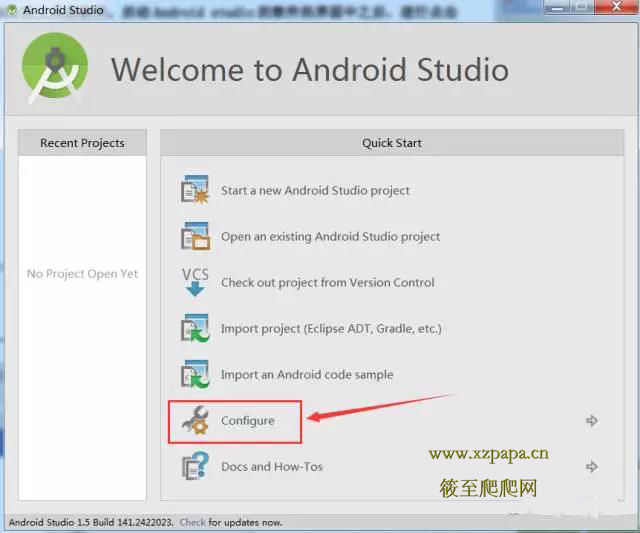 Android Studio
Welcome to Android Studio
Recent Projects
Quick Start
No Project Open Yet
Start a new Android Studio project
Open an existing Android Studio project
VCS
Check out project from Version Control
Import project (Eclipse ADT, Gradle, etc.)
Import an Android code sample
Configure
Docs and How-Tos
www.xzpapa.cn
筱至爬爬网
Android Studio 1.5 Build 141.2422023. Check for updates now.